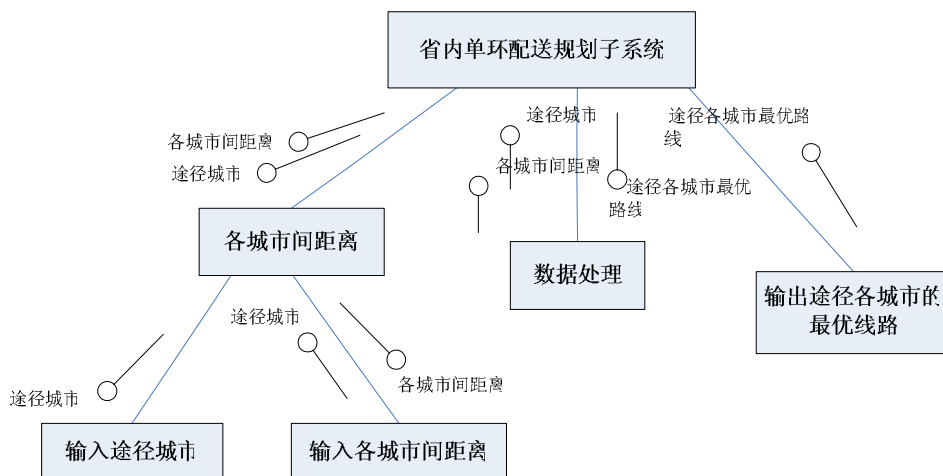 省内单环配送规划子系统
途径城市
途径各城市最优路
线
各城市间距离
途径城市
各城市间距离
途径各城市最优
路线
各城市间距离
数据处理
输出途径各城市的
最优线路
途径城市
途径城市
各城市间距离
输入途径城市
输入各城市间距离